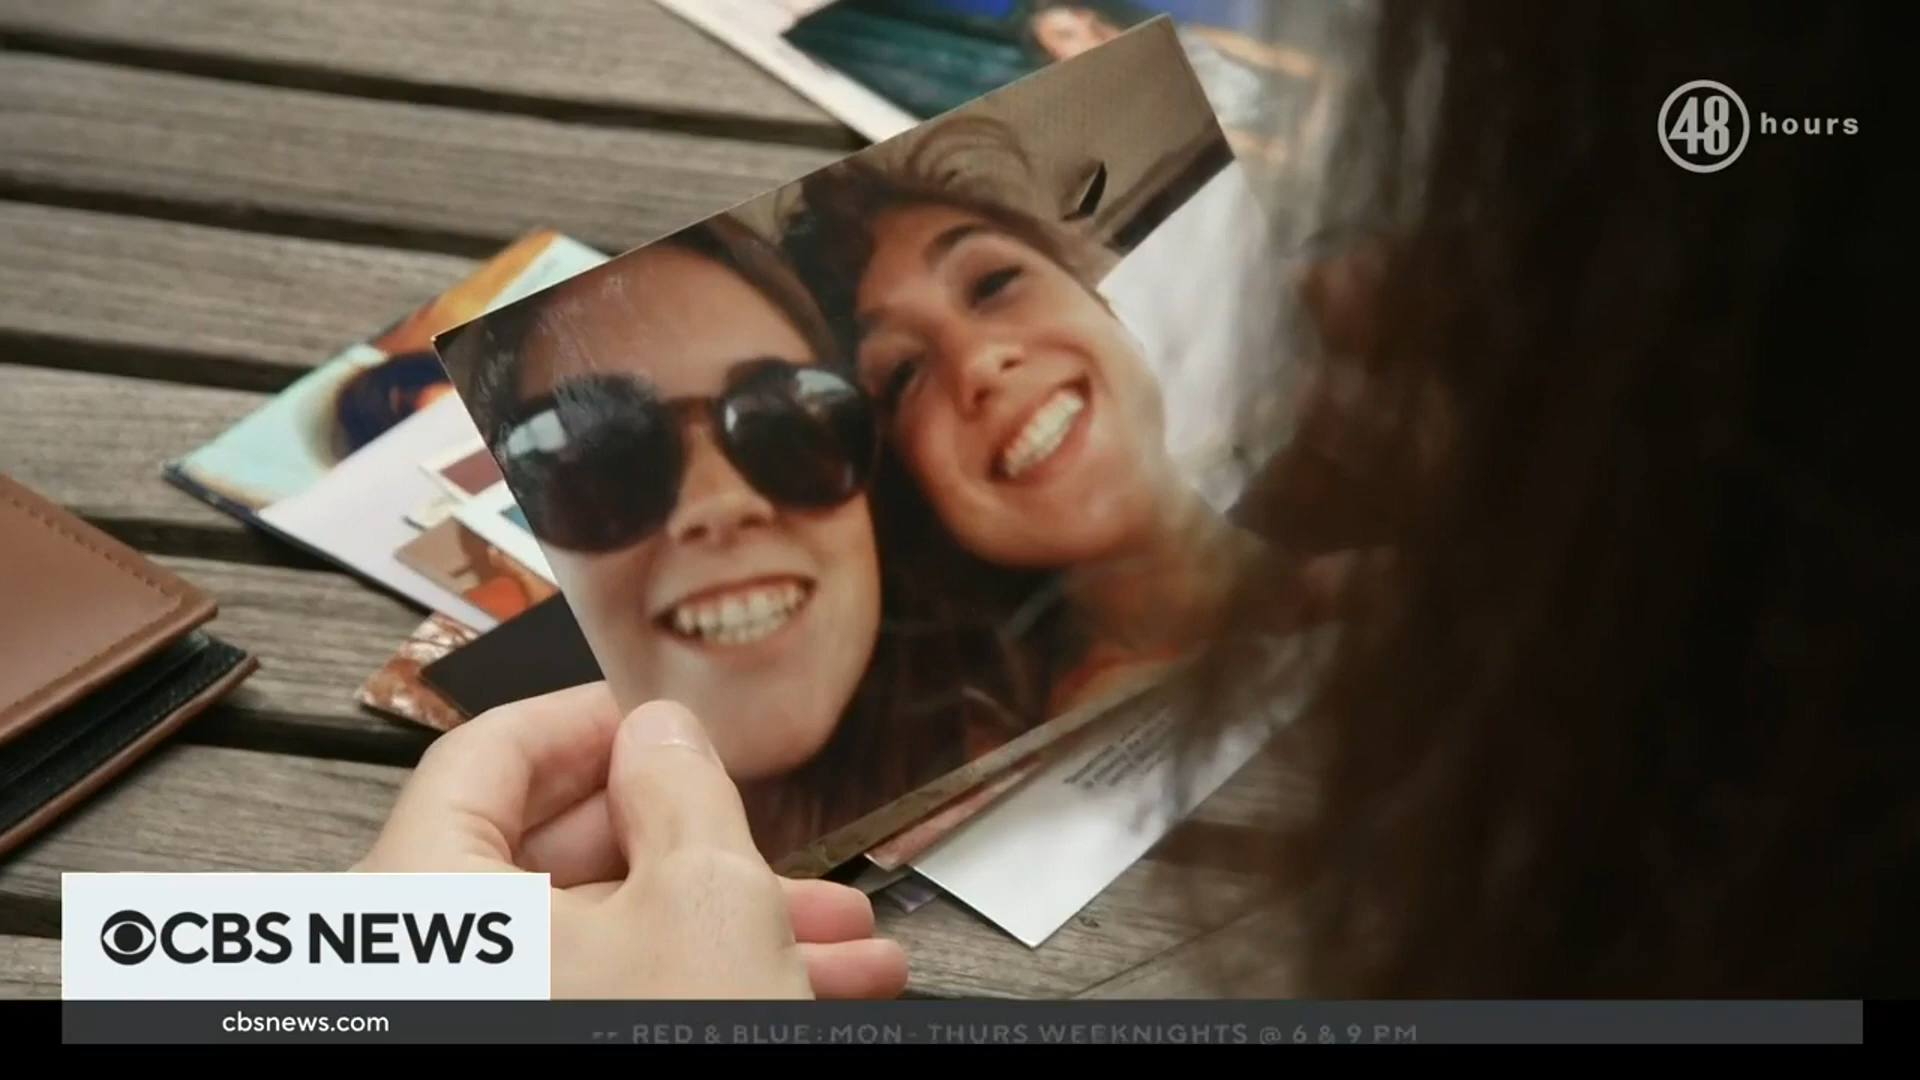 48 hours
CBS NEWS
cbsnews.com
-- RED & BLUE: MON - THURS WEEKNIGHTS @ 6 & 9 PM